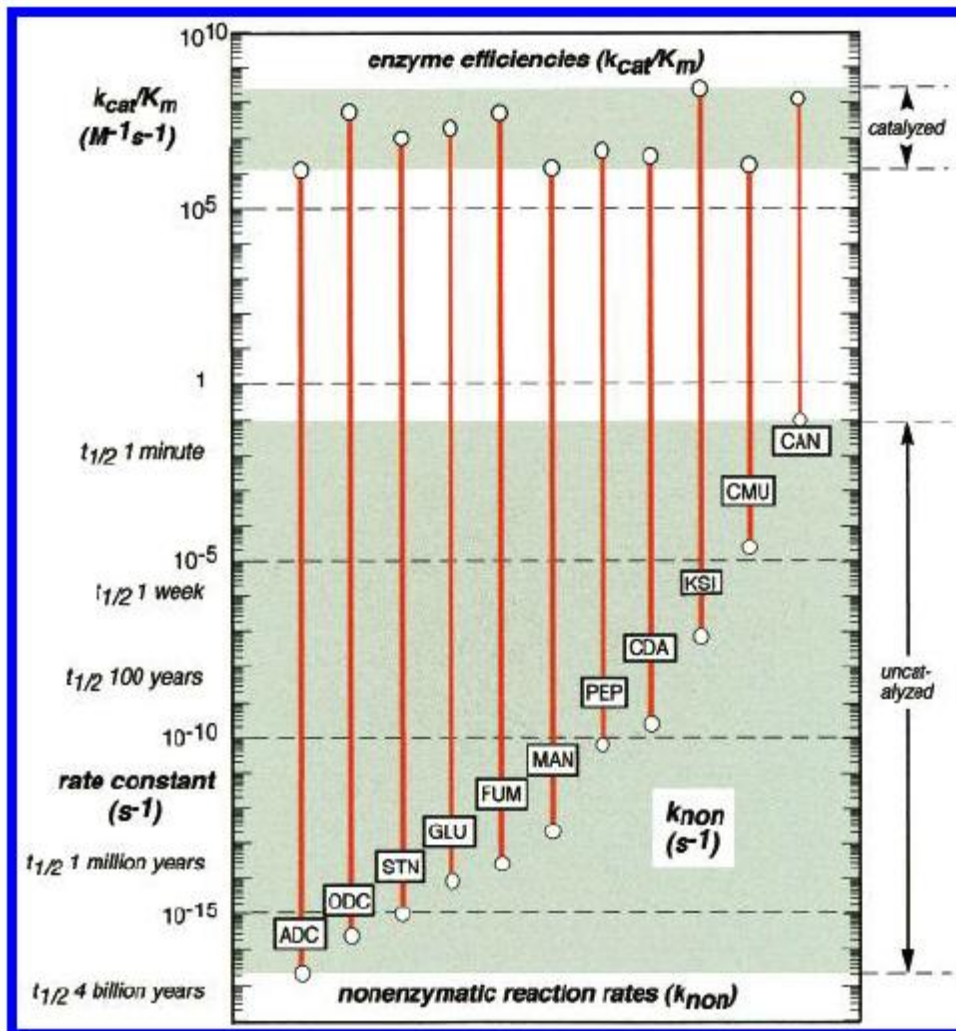 10^10
enzyme efficiencies (kcat/Km)
kcat/Km
(M-1s-1)
catalyzed
10^5
1
CAN
t1/2 1 minute
CMU
10^-5
KSI
t1/2 1 week
CDA
t1/2 100 years
PEP
uncat-
alyzed
10^-10
MAN
rate constant
(s-1)
FUM
knon
(s-1)
GLU
t1/2 1 million years
STN
ODC
10^-15
ADC
t1/2 4 billion years
nonenzymatic reaction rates (knon)